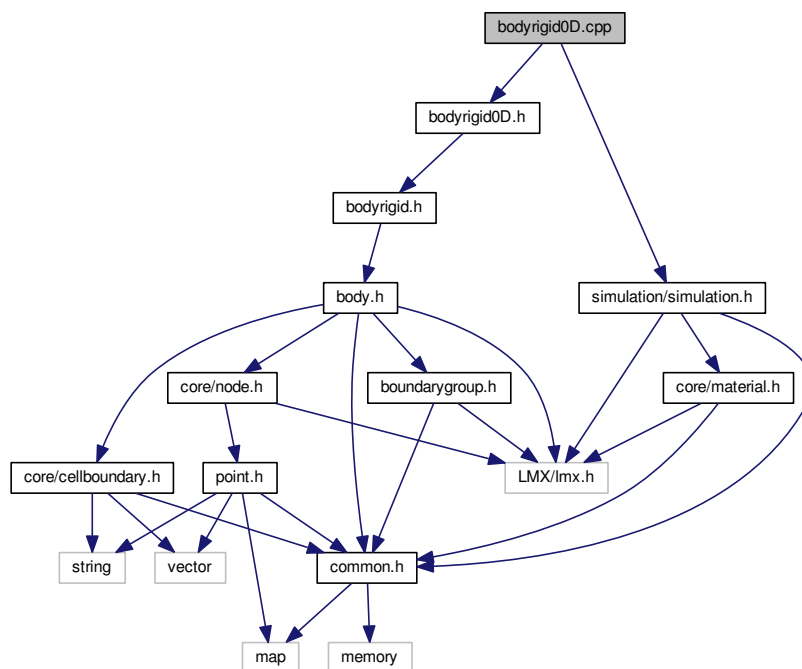 bodyrigid0D.cpp
bodyrigid0D.h
bodyrigid.h
body.h
simulation/simulation.h
core/node.h
boundarygroup.h
core/material.h
core/cellboundary.h
point.h
LMX/lmx.h
string
vector
common.h
map
memory